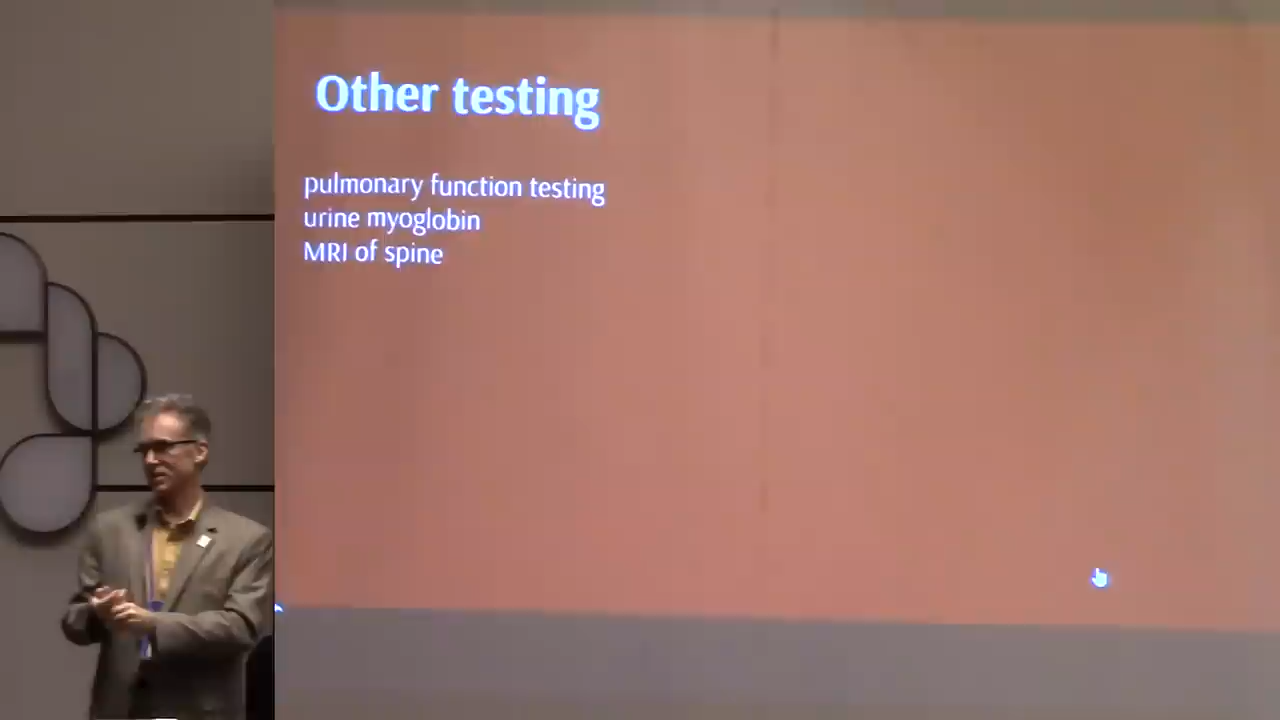 Other testing
pulmonary function testing
urine myoglobin
MRI of spine